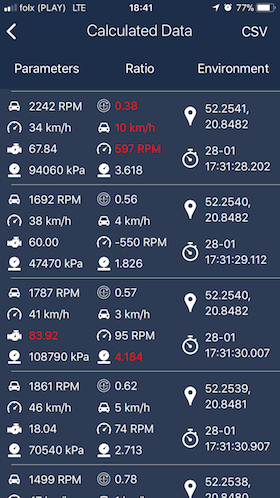 folx (PLAY) LTE 18:41 77%
Calculated Data CSV
Parameters Ratio Environment
2242 RPM 0.38 52.2541,
34 km/h 10 km/h 20.8482
67.84 597 RPM 28-01
94060 kPa 3.618 17:31:28.202
1692 RPM 0.56 52.2540,
38 km/h 4 km/h 20.8482
60.00 -550 RPM 28-01
47470 kPa 1.826 17:31:29.112
1787 RPM 0.57 52.2540,
41 km/h 3 km/h 20.8482
83.92 95 RPM 28-01
108790 kPa 4.184 17:31:30.007
1861 RPM 0.62 52.2539,
46 km/h 5 km/h 20.8481
18.04 74 RPM 28-01
70540 kPa 2.713 17:31:30.907
1499 RPM 0.78 52.2538,
20.8480